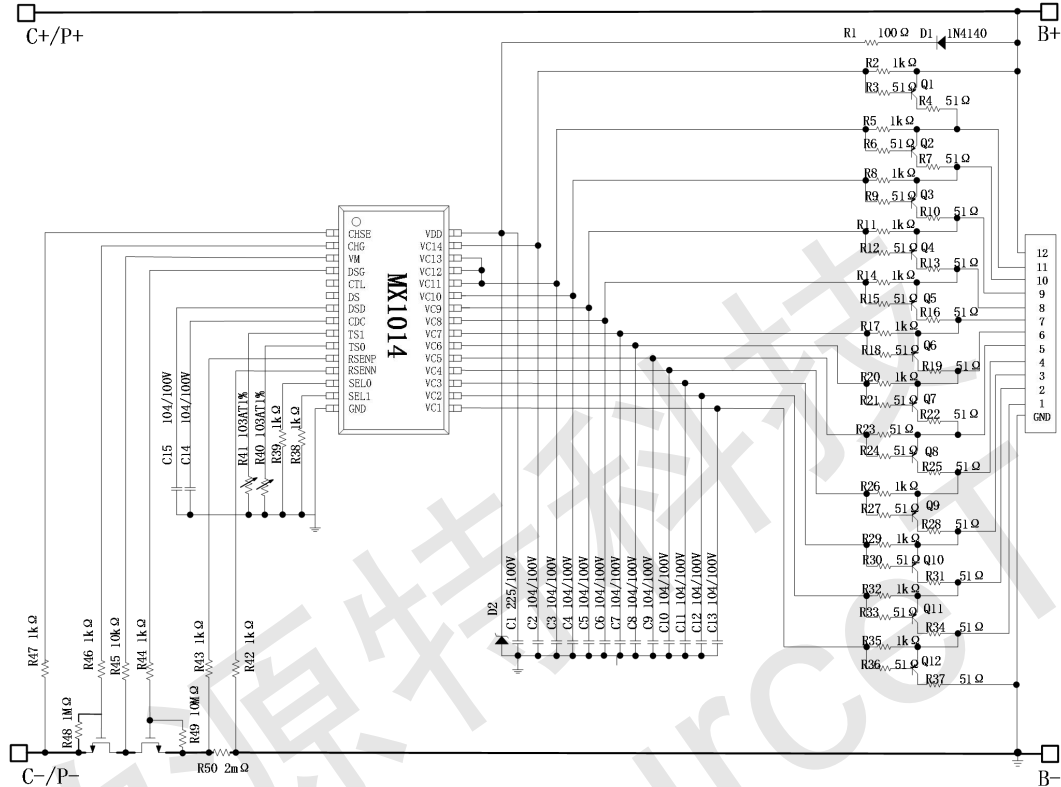 C+/P+
B+
R1 100Ω D1 1N4140
R2 1kΩ
R3 51Ω Q1
R4 51Ω
R5 1kΩ
R6 51Ω Q2
R7 51Ω
R8 1kΩ
R9 51Ω Q3
R10 51Ω
R11 1kΩ
R12 51Ω Q4
R13 51Ω
R14 1kΩ
R15 51Ω Q5
R16 51Ω
R17 1kΩ
R18 51Ω Q6
R19 51Ω
R20 1kΩ
R21 51Ω Q7
R22 51Ω
R23 51Ω
R24 51Ω Q8
R25 51Ω
R26 1kΩ
R27 51Ω Q9
R28 51Ω
R29 1kΩ
R30 51Ω Q10
R31 51Ω
R32 1kΩ
R33 51Ω Q11
R34 51Ω
R35 1kΩ
R36 51Ω Q12
R37 51Ω
12
11
10
9
8
7
6
5
4
3
2
1
GND
MX1014
CHSE
CHG
VM
DSG
CTL
DS
DSD
CDC
TS1
TS0
RSENP
RSENN
SEL0
SEL1
GND
VDD
VC14
VC13
VC12
VC11
VC10
VC9
VC8
VC7
VC6
VC5
VC4
VC3
VC2
VC1
C15 104/100V
C14 104/100V
R41 103AT1%
R40 103AT1%
R39 1kΩ
R38 1kΩ
D2
C1 225/100V
C2 104/100V
C3 104/100V
C4 104/100V
C5 104/100V
C6 104/100V
C7 104/100V
C8 104/100V
C9 104/100V
C10 104/100V
C11 104/100V
C12 104/100V
C13 104/100V
R47 1kΩ
R46 1kΩ
R45 10kΩ
R44 1kΩ
R43 1kΩ
R42 1kΩ
R48 1MΩ
R49 10MΩ
R50 2mΩ
C-/P-
B-
源特科技
urceT